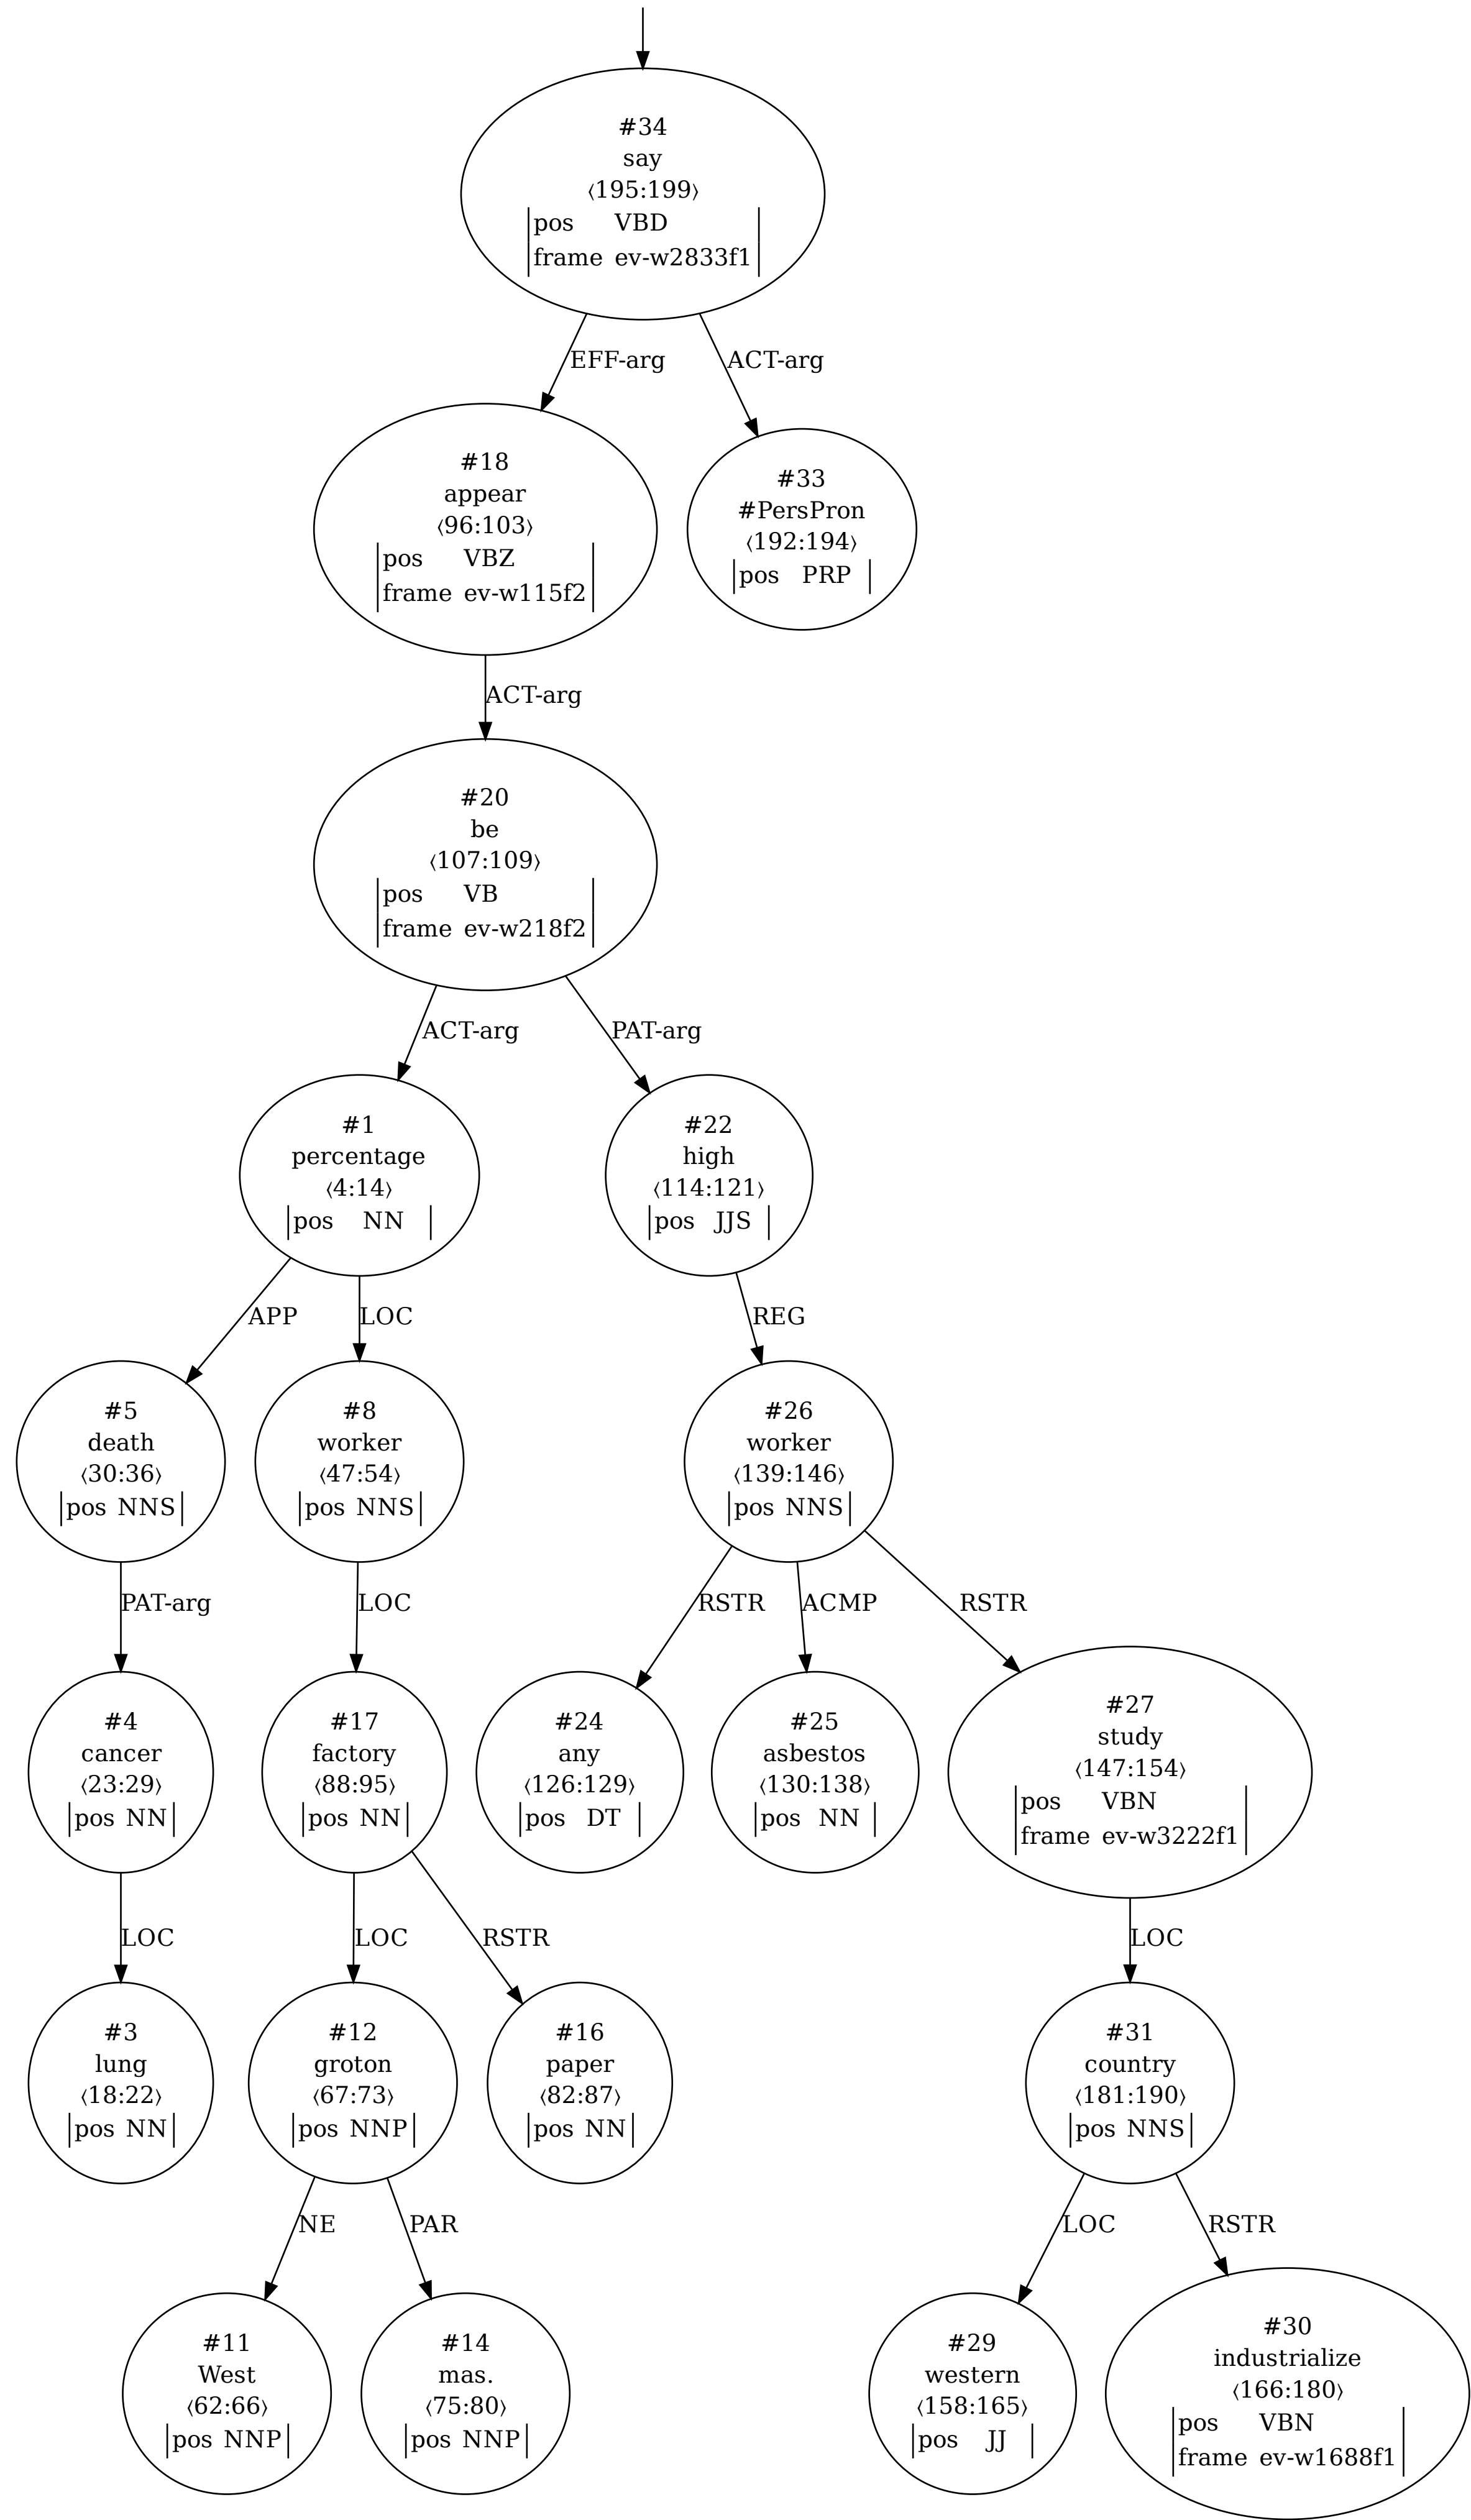 #34
say
⟨195:199⟩
pos VBD
frame ev-w2833f1
EFF-arg
ACT-arg
#18
appear
⟨96:103⟩
pos VBZ
frame ev-w115f2
#33
#PersPron
⟨192:194⟩
pos PRP
ACT-arg
#20
be
⟨107:109⟩
pos VB
frame ev-w218f2
ACT-arg
PAT-arg
#1
percentage
⟨4:14⟩
pos NN
#22
high
⟨114:121⟩
pos JJS
APP
LOC
REG
#5
death
⟨30:36⟩
pos NNS
#8
worker
⟨47:54⟩
pos NNS
#26
worker
⟨139:146⟩
pos NNS
PAT-arg
LOC
RSTR
ACMP
RSTR
#4
cancer
⟨23:29⟩
pos NN
#17
factory
⟨88:95⟩
pos NN
#24
any
⟨126:129⟩
pos DT
#25
asbestos
⟨130:138⟩
pos NN
#27
study
⟨147:154⟩
pos VBN
frame ev-w3222f1
LOC
LOC
RSTR
LOC
#3
lung
⟨18:22⟩
pos NN
#12
groton
⟨67:73⟩
pos NNP
#16
paper
⟨82:87⟩
pos NN
#31
country
⟨181:190⟩
pos NNS
NE
PAR
LOC
RSTR
#11
West
⟨62:66⟩
pos NNP
#14
mas.
⟨75:80⟩
pos NNP
#29
western
⟨158:165⟩
pos JJ
#30
industrialize
⟨166:180⟩
pos VBN
frame ev-w1688f1